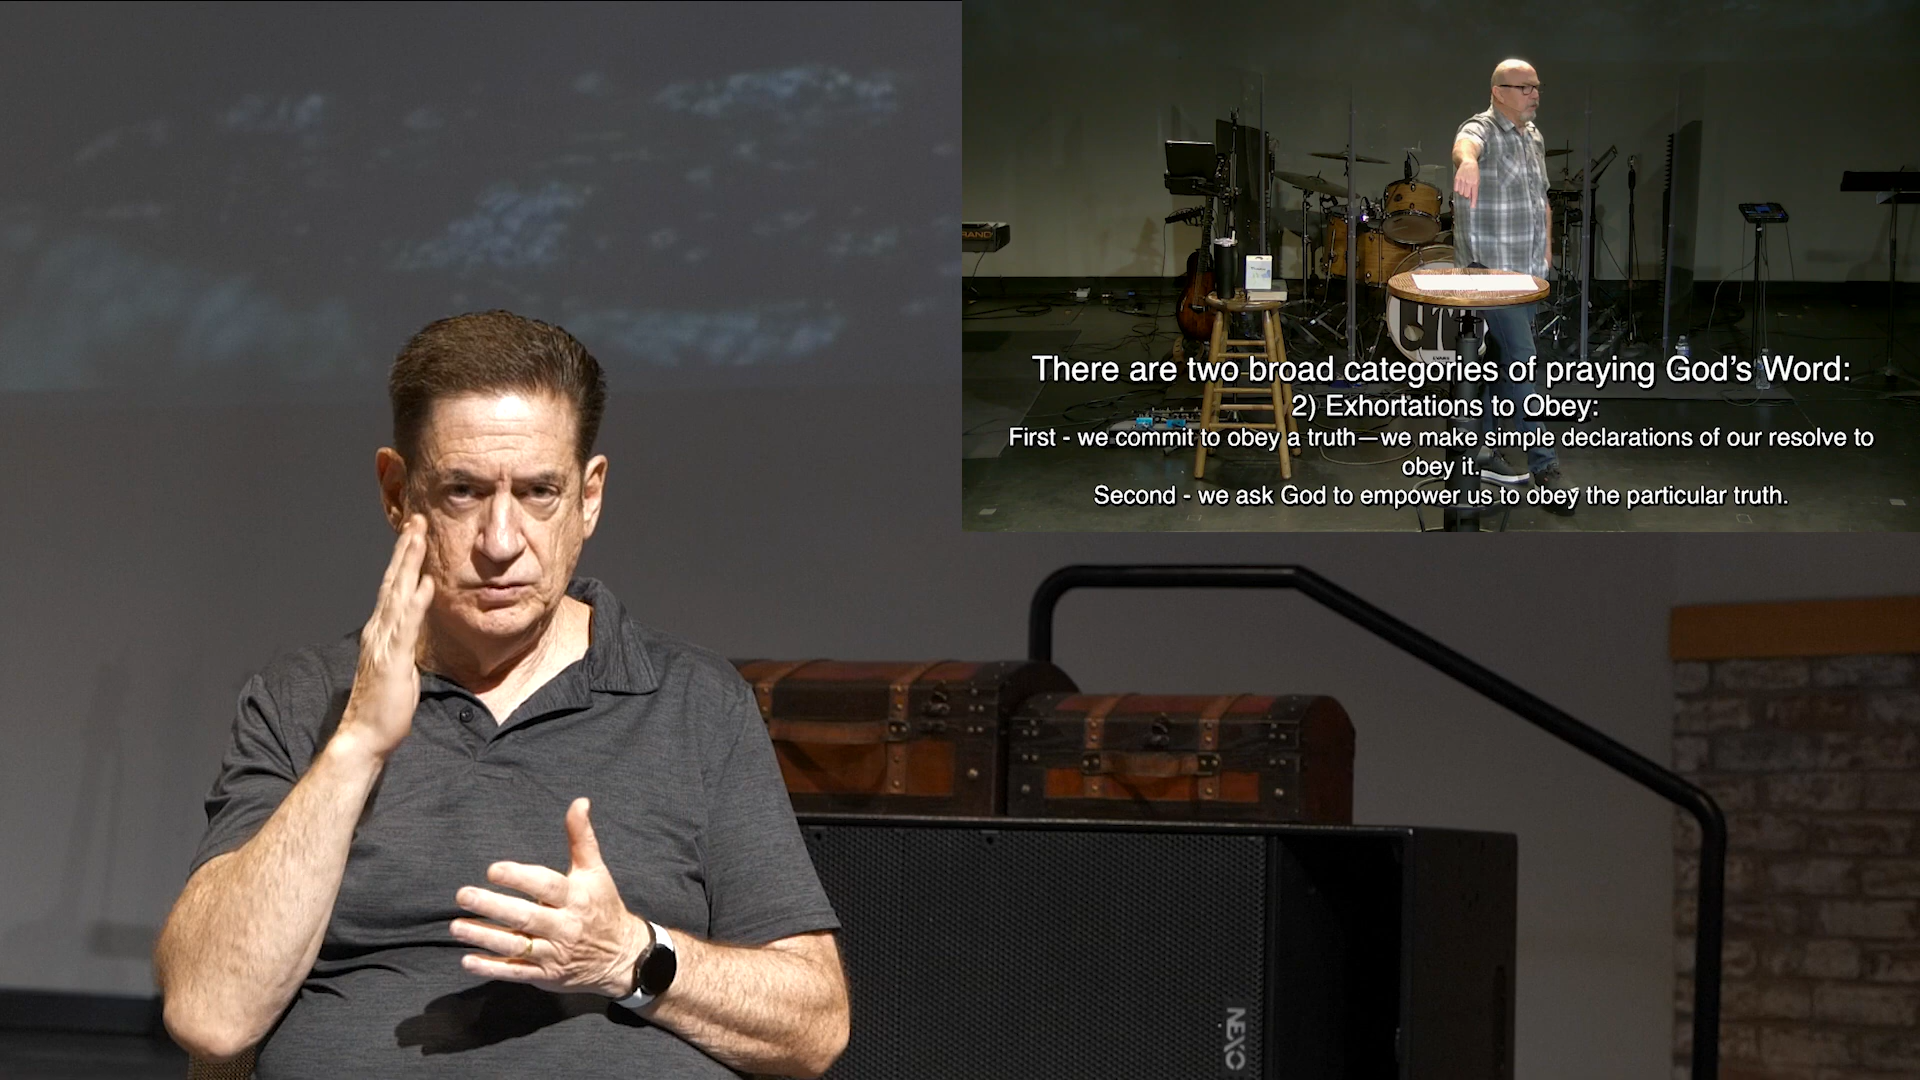 RAND
There are two broad categories of praying God's Word:
2) Exhortations to Obey:
First - we commit to obey a truth—we make simple declarations of our resolve to
obey it.
Second - we ask God to empower us to obey the particular truth.
NEXO